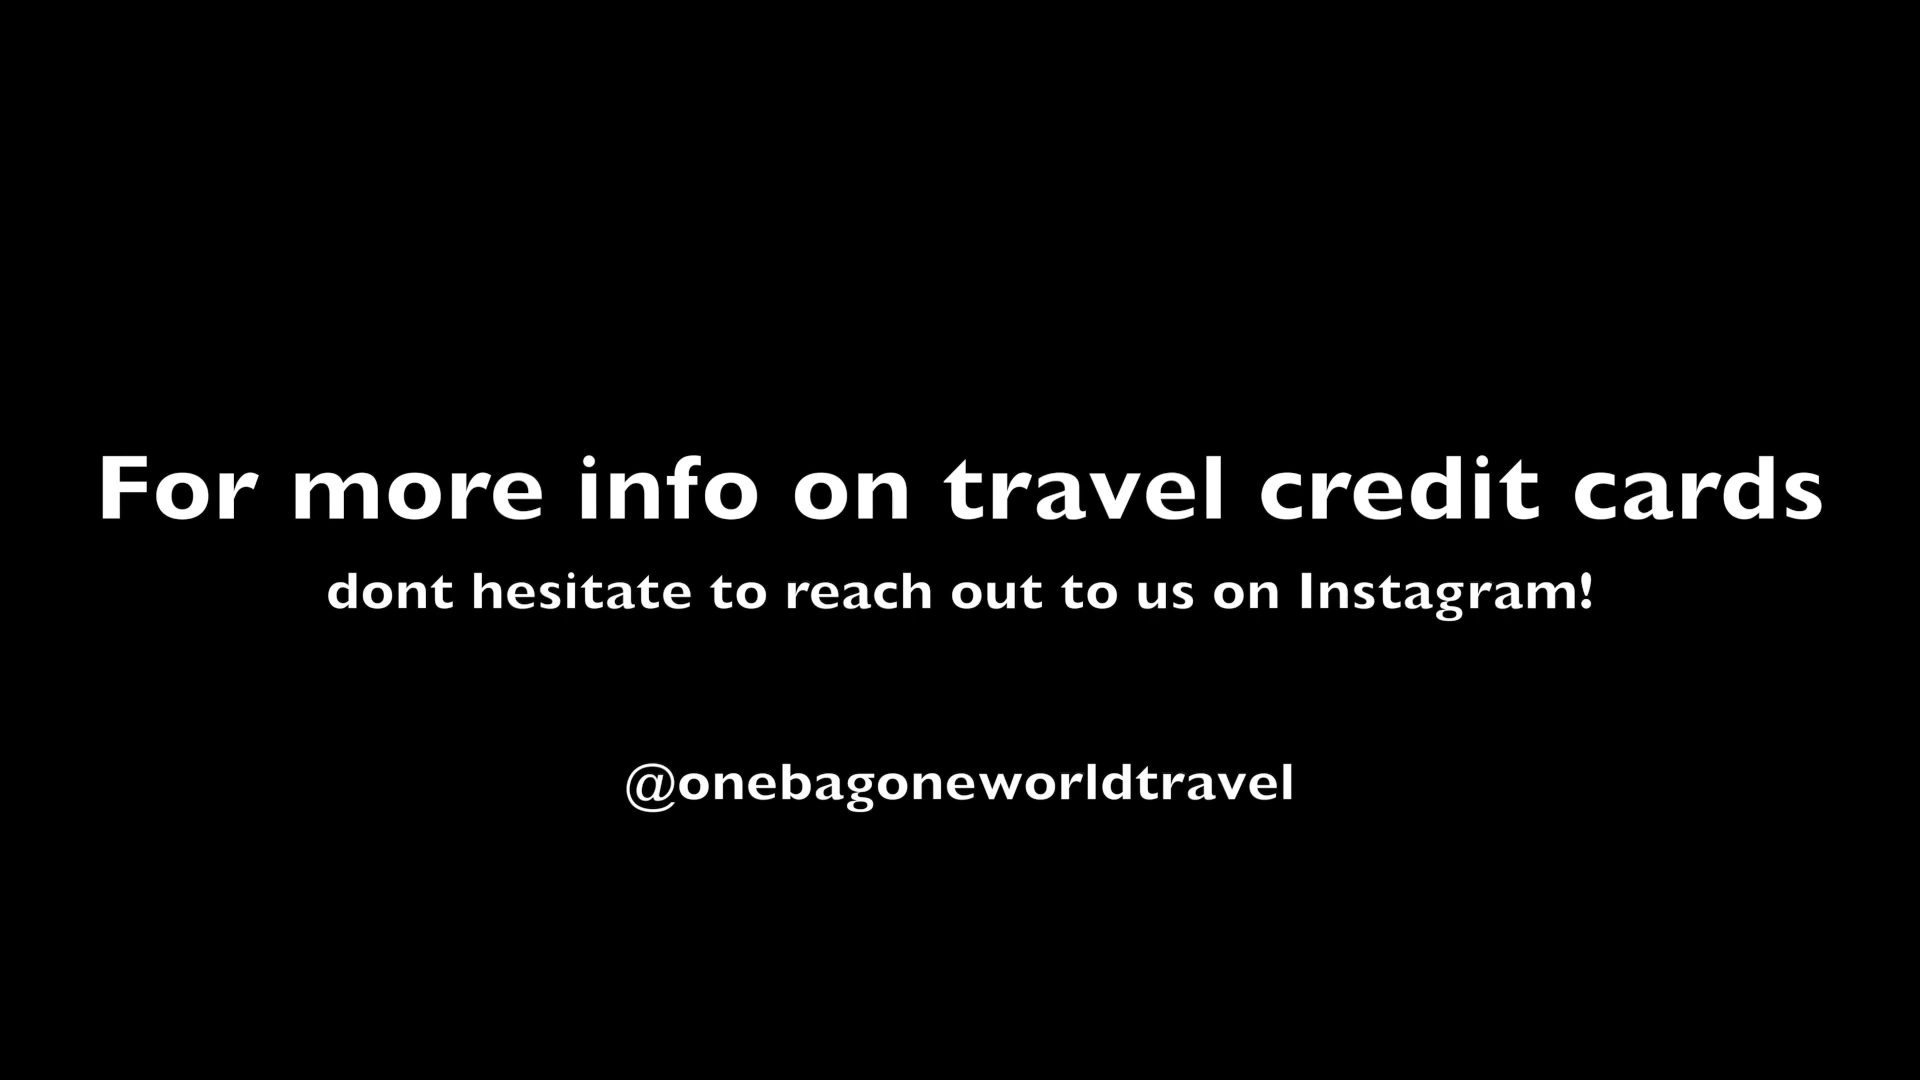 For more info on travel credit cards
dont hesitate to reach out to us on Instagram!
@onebagoneworldtravel